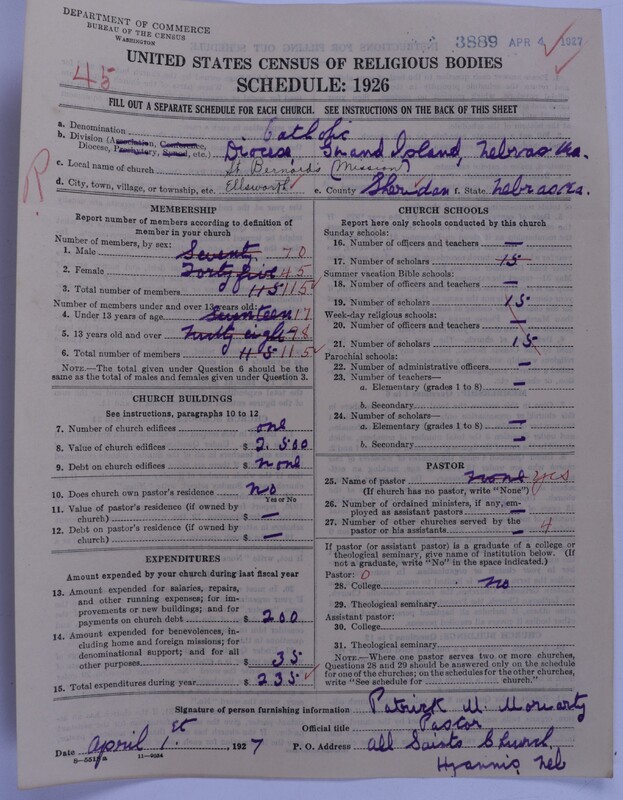 DEPARTMENT OF COMMERCE
BUREAU OF THE CENSUS
WASHINGTON
3889 APR 4 1927
UNITED STATES CENSUS OF RELIGIOUS BODIES
SCHEDULE: 1926
45
FILL OUT A SEPARATE SCHEDULE FOR EACH CHURCH. SEE INSTRUCTIONS ON THE BACK OF THIS SHEET
a. Denomination Catholic
b. Division (Association, Conference, Diocese, Presbytery, Synod, etc.) Diocese Grand Island, Nebraska.
c. Local name of church St Bernard's (Mission)
R
d. City, town, village, or township, etc. Ellsworth e. County Sheridan f. State Nebraska.
MEMBERSHIP
Report number of members according to definition of
member in your church
Number of members, by sex:
1. Male Seventy 70
2. Female Forty five 45
3. Total number of members 115 115
Number of members under and over 13 years old:
4. Under 13 years of age Seventeen 17
5. 13 years old and over 98
6. Total number of members 115 115
NOTE.—The total given under Question 6 should be
same as the total of males and females given under Question 3.
CHURCH BUILDINGS
See instructions, paragraphs 10 to 12
7. Number of church edifices one
8. Value of church edifices $ 2.500
9. Debt on church edifices $ none
10. Does church own pastor's residence No
Yes or No
11. Value of pastor's residence (if owned by
church) $ —
12. Debt on pastor's residence (if owned by
church) $ —
EXPENDITURES
Amount expended by your church during last fiscal year
13. Amount expended for salaries, repairs,
and other running expenses; for im-
provements or new buildings; and for
payments on church debt $ 200
14. Amount expended for benevolences, in-
cluding home and foreign missions; for
denominational support; and for all
other purposes $ 35
15. Total expenditures during year $ 235
CHURCH SCHOOLS
Report here only schools conducted by this church
Sunday schools:
16. Number of officers and teachers —
17. Number of scholars 15
Summer vacation Bible schools:
18. Number of officers and teachers —
19. Number of scholars 15
Week-day religious schools:
20. Number of officers and teachers —
21. Number of scholars 15
Parochial schools:
22. Number of administrative officers —
23. Number of teachers—
a. Elementary (grades 1 to 8) —
b. Secondary
24. Number of scholars—
a. Elementary (grades 1 to 8) —
b. Secondary —
PASTOR
25. Name of pastor none yes
(If church has no pastor, write "None")
26. Number of ordained ministers, if any, em-
ployed as assistant pastors —
27. Number of other churches served by the
pastor or his assistants — 4
If pastor (or assistant pastor) is a graduate of a college or
theological seminary, give name of institution below. (If
not a graduate, write "No" in the space indicated.)
Pastor: 0
28. College No
29. Theological seminary
Assistant pastor:
30. College
31. Theological seminary
NOTE.—Where one pastor serves two or more churches,
Questions 28 and 29 should be answered only on the schedule
for one of the churches; on the schedules for the other churches,
write "See schedule for church."
Signature of person furnishing information Patrick M. Moriarty
Official title Pastor
Date April 1st, 1927 P. O. Address All Saints Church,
Hyannis Neb
8-5515a 11-9054